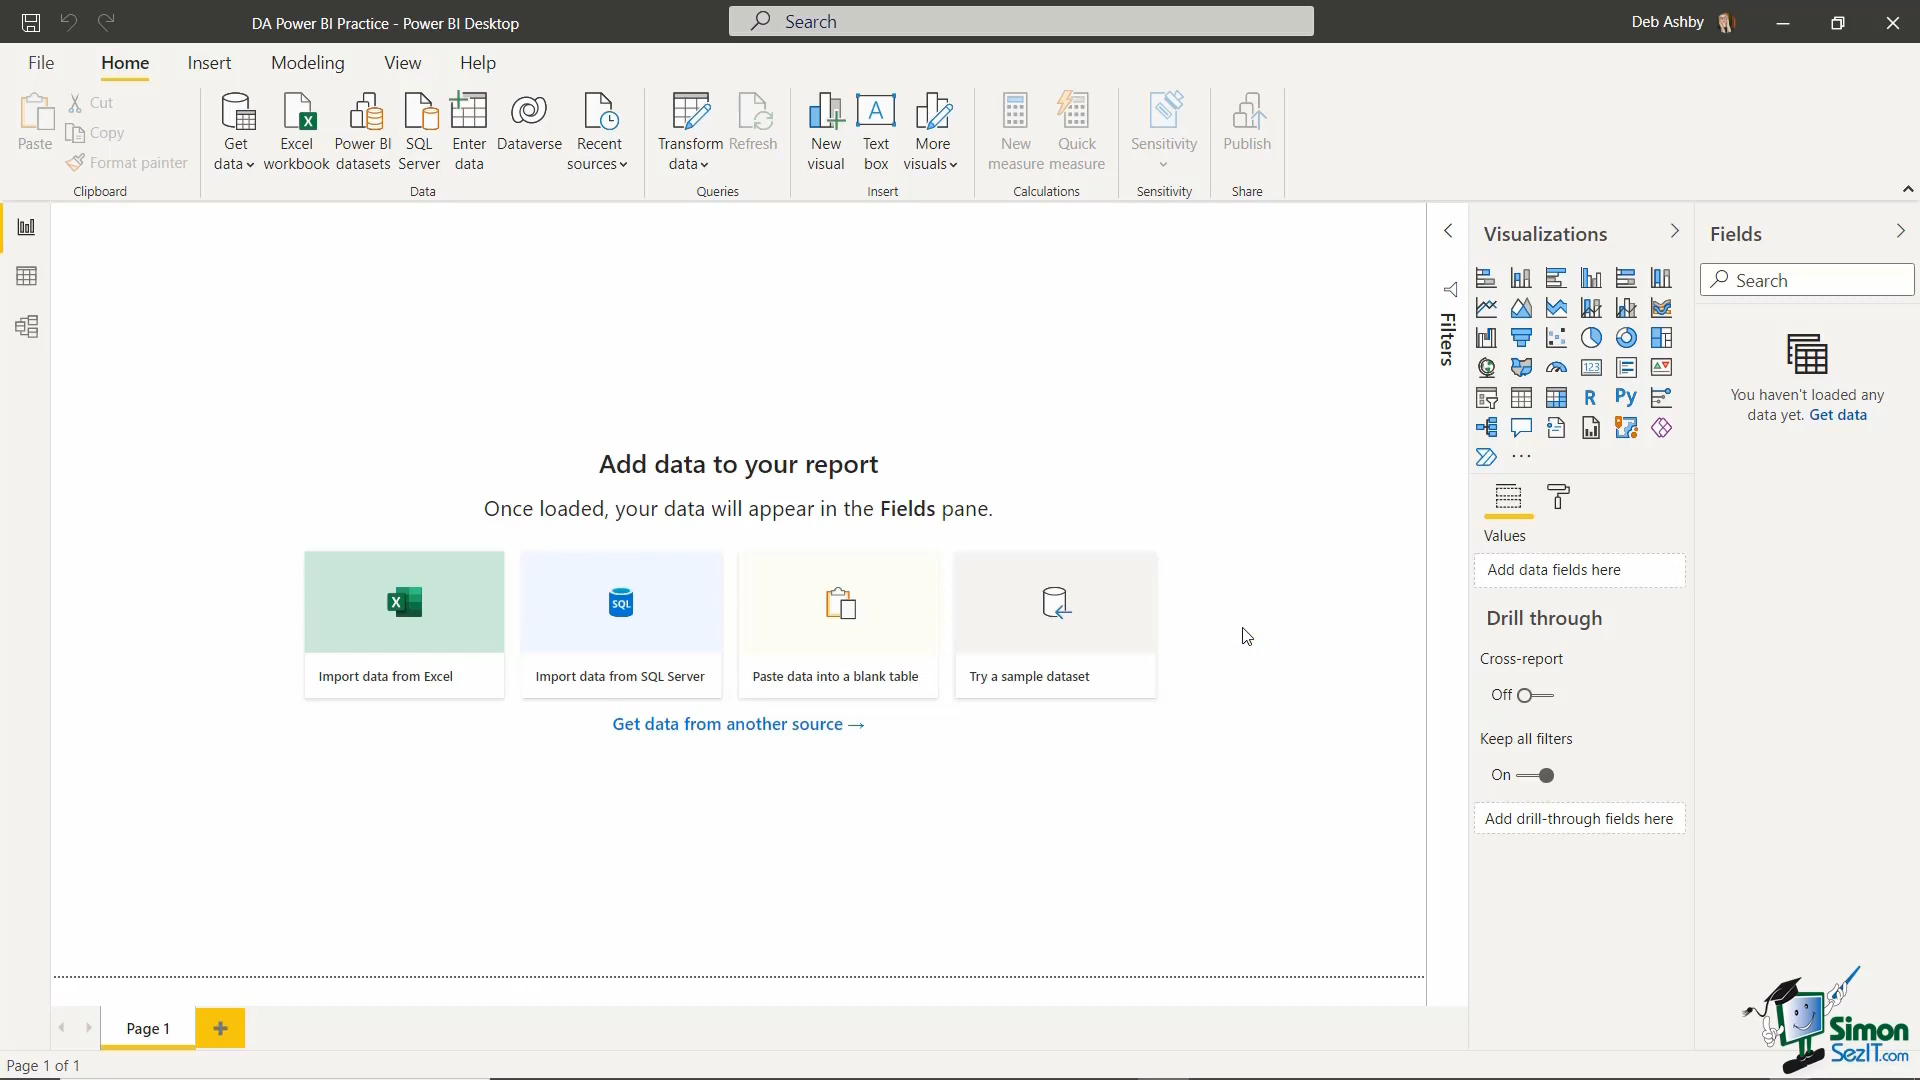 DA Power BI Practice - Power BI Desktop
Search
Deb Ashby
File
Home
Insert
Modeling
View
Help
Paste
Cut
Copy
Format painter
Clipboard
Get data
Excel workbook
Power BI datasets
SQL Server
Enter data
Dataverse
Recent sources
Data
Transform data
Refresh
Queries
New visual
A
Text box
More visuals
Insert
New measure
Quick measure
Calculations
Sensitivity
Sensitivity
Publish
Share
Filters
Visualizations
123
R
Py
Values
Add data fields here
Drill through
Cross-report
Off
Keep all filters
On
Add drill-through fields here
Fields
Search
You haven't loaded any
data yet. Get data
Add data to your report
Once loaded, your data will appear in the Fields pane.
X
SQL
Import data from Excel
Import data from SQL Server
Paste data into a blank table
Try a sample dataset
Get data from another source →
Page 1
Page 1 of 1
Simon
SezIT.com